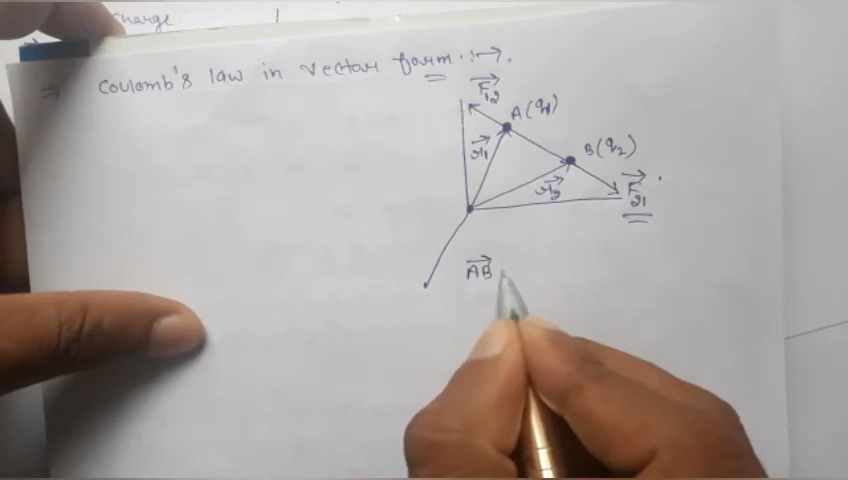 charge.
⇒ Coulomb's law in vector form :→.
→F₁₂
A(q₁)
→r₁
B(q₂)
→r₂
→F₂₁
→AB